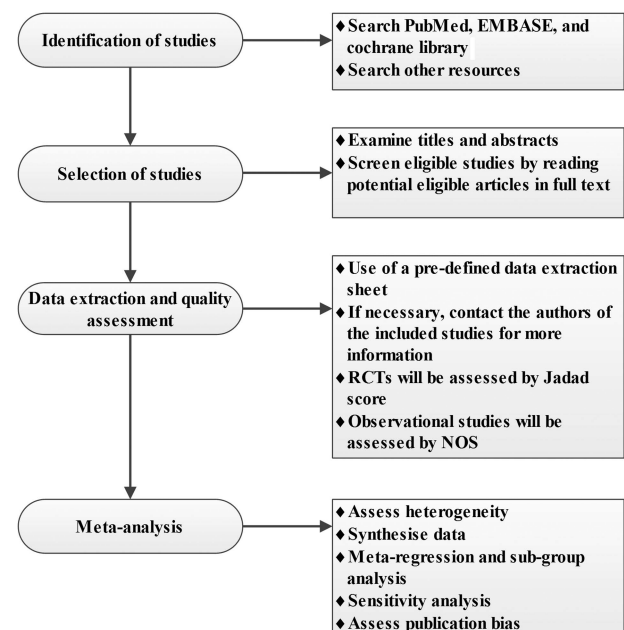 Identification of studies
♦ Search PubMed, EMBASE, and
cochrane library
♦ Search other resources
Selection of studies
♦ Examine titles and abstracts
♦ Screen eligible studies by reading
potential eligible articles in full text
Data extraction and quality
assessment
♦ Use of a pre-defined data extraction
sheet
♦ If necessary, contact the authors of
the included studies for more
information
♦ RCTs will be assessed by Jadad
score
♦ Observational studies will be
assessed by NOS
Meta-analysis
♦ Assess heterogeneity
♦ Synthesise data
♦ Meta-regression and sub-group
analysis
♦ Sensitivity analysis
♦ Assess publication bias